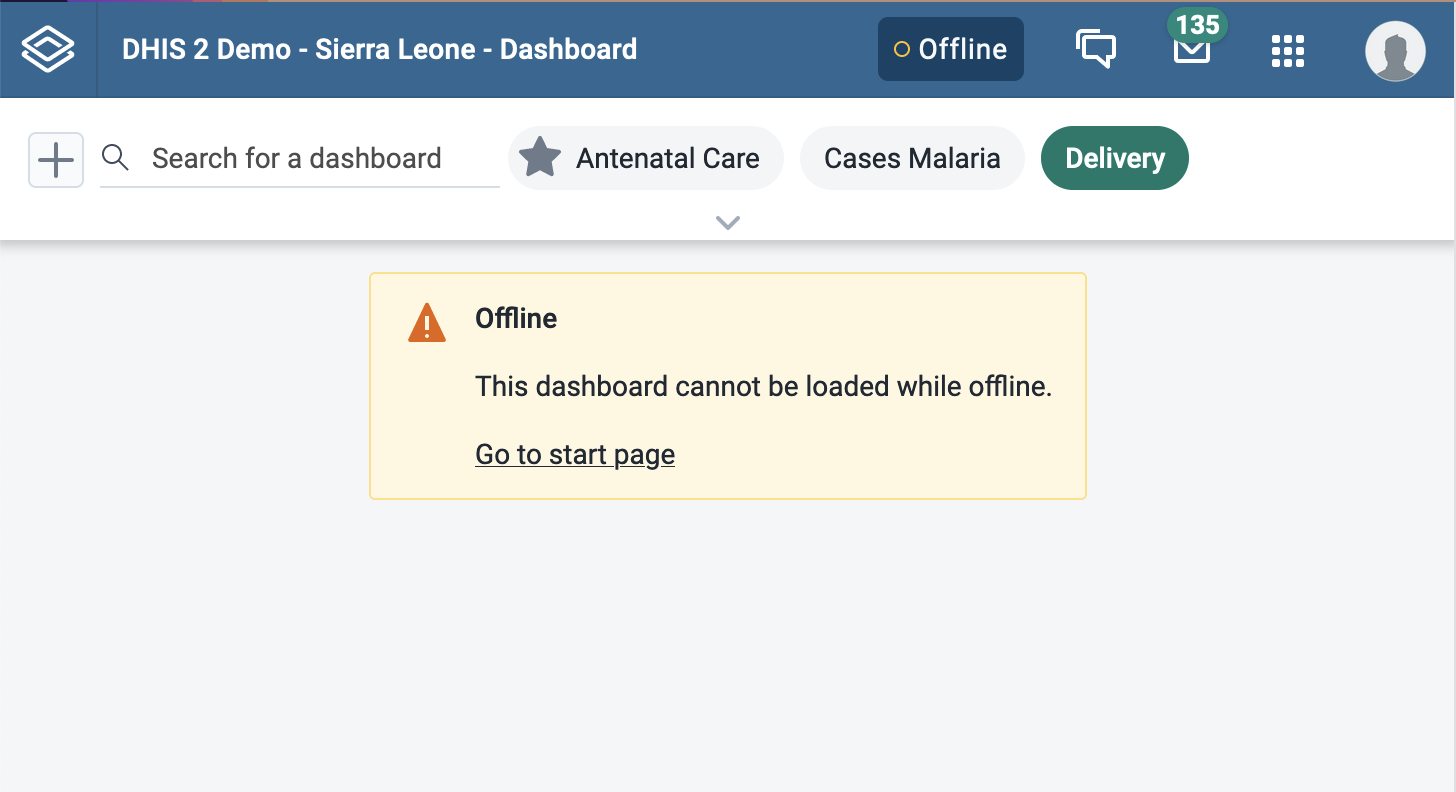 DHIS 2 Demo - Sierra Leone - Dashboard
Offline
135
Search for a dashboard
Antenatal Care
Cases Malaria
Delivery
Offline
This dashboard cannot be loaded while offline.
Go to start page